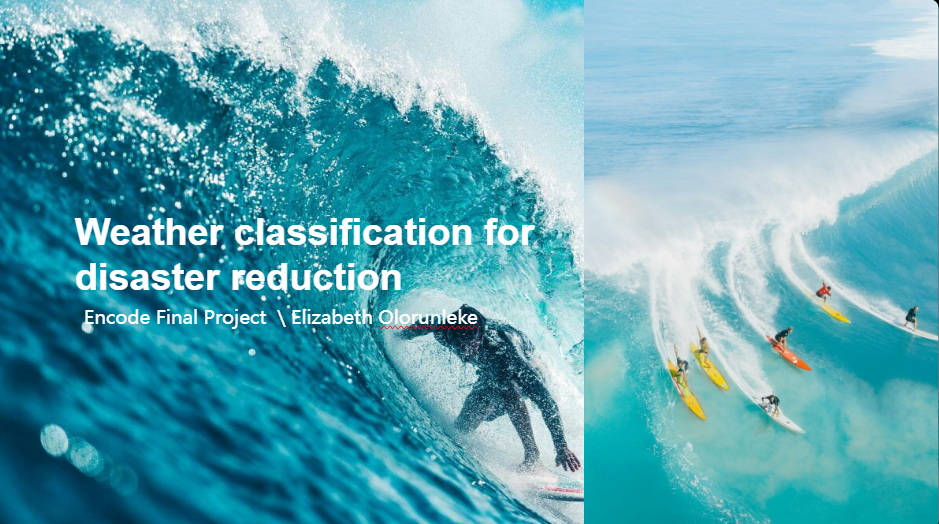 Weather classification for
disaster reduction
Encode Final Project \ Elizabeth Olorunleke